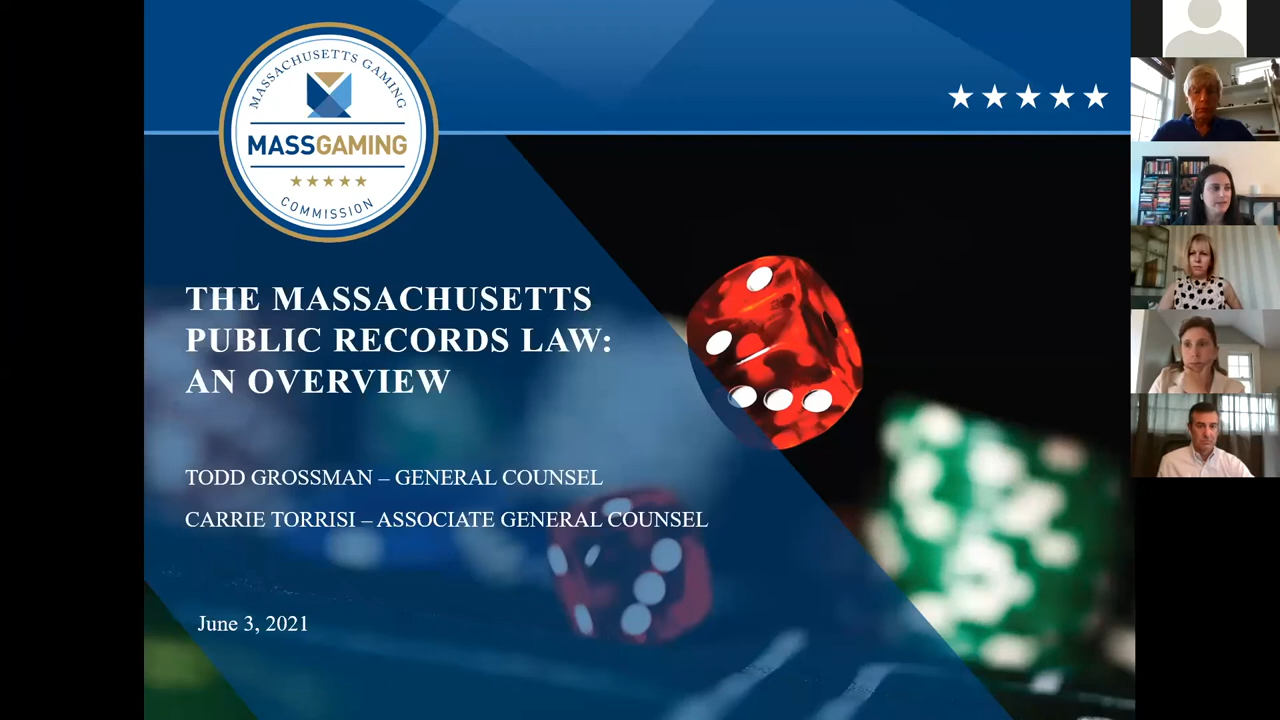 MASSACHUSETTS GAMING
MASSGAMING
COMMISSION
THE MASSACHUSETTS
PUBLIC RECORDS LAW:
AN OVERVIEW
TODD GROSSMAN – GENERAL COUNSEL
CARRIE TORRISI – ASSOCIATE GENERAL COUNSEL
June 3, 2021